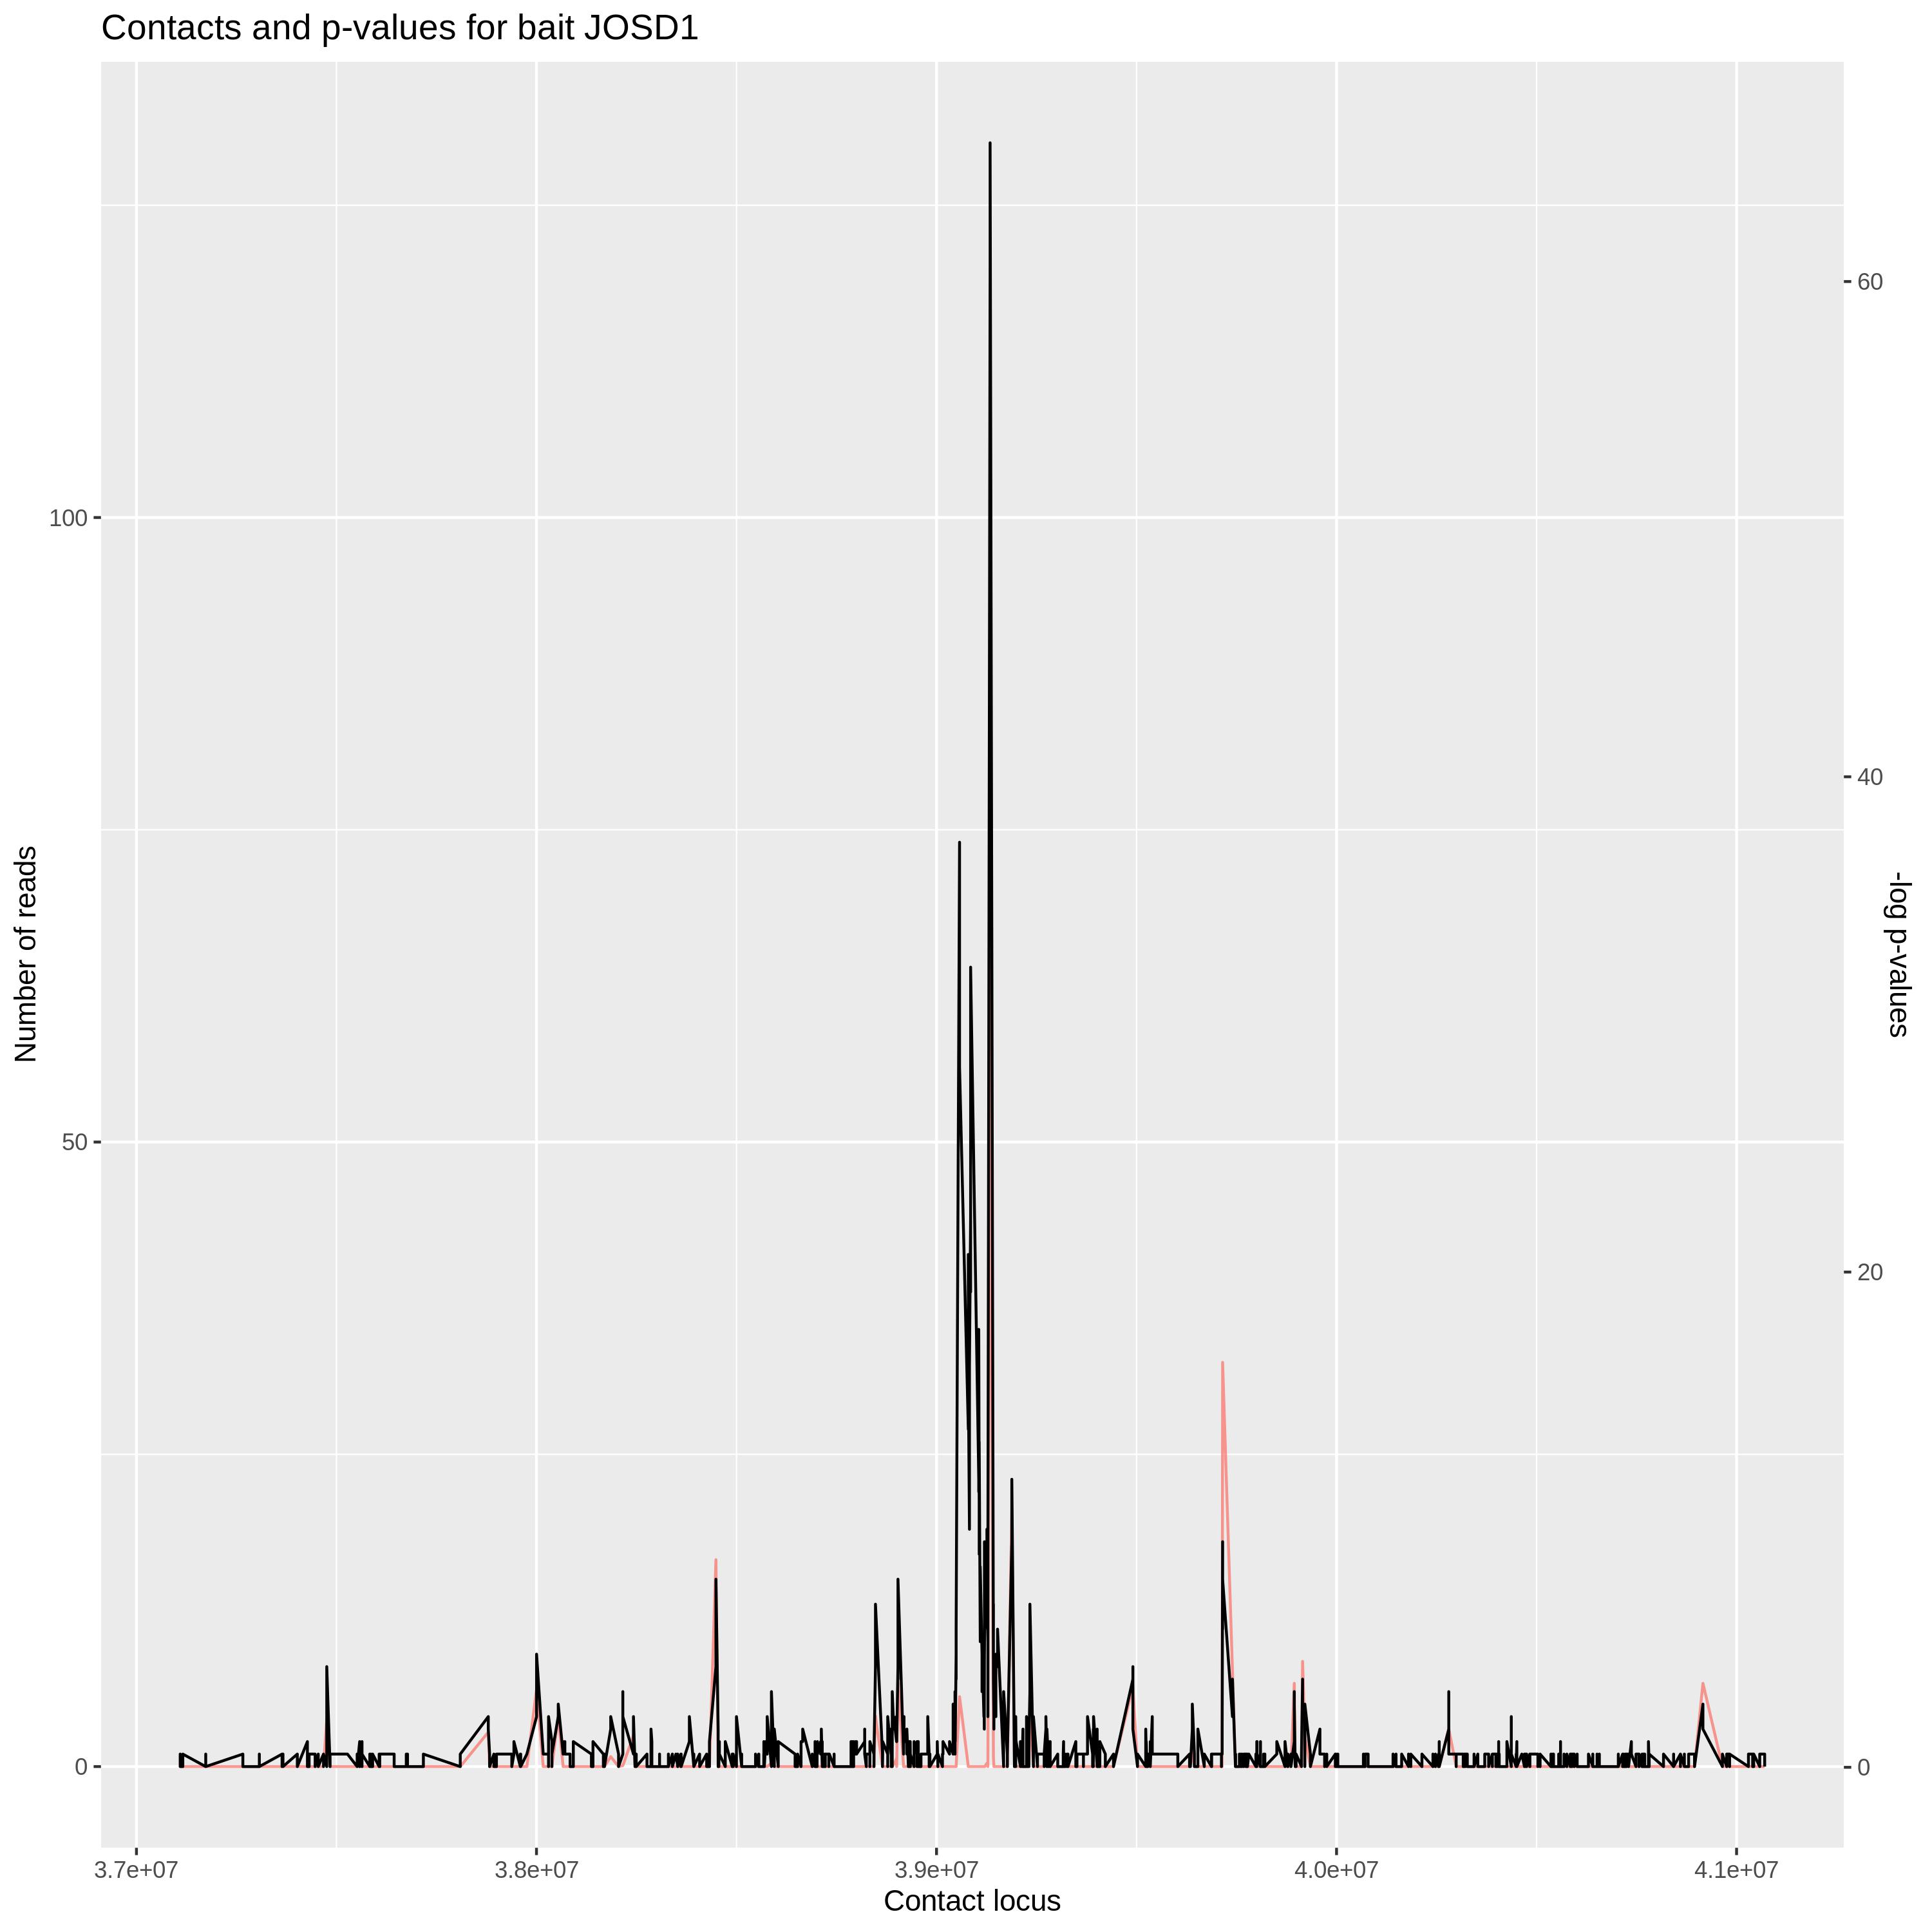 Contacts and p-values for bait JOSD1
60
100
40
Number of reads
-log p-values
50
20
0
0
3.7e+07
3.8e+07
3.9e+07
4.0e+07
4.1e+07
Contact locus